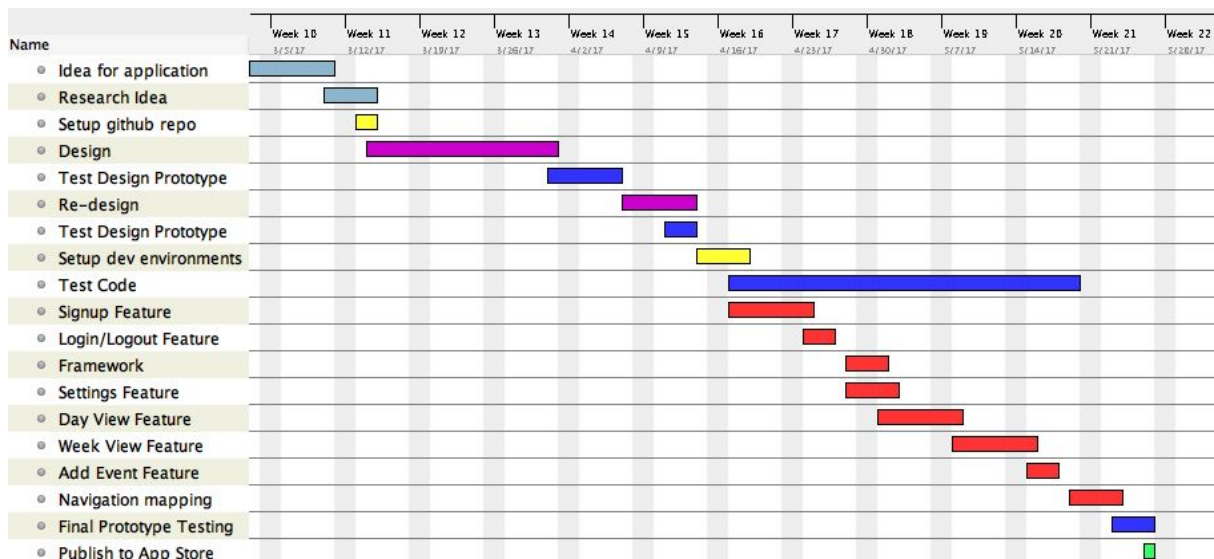 Week 10 Week 11 Week 12 Week 13 Week 14 Week 15 Week 16 Week 17 Week 18 Week 19 Week 20 Week 21 Week 22
Name
3/5/17 3/12/17 3/19/17 3/26/17 4/2/17 4/9/17 4/16/17 4/23/17 4/30/17 5/7/17 5/14/17 5/21/17 5/28/17
Idea for application
Research Idea
Setup github repo
Design
Test Design Prototype
Re-design
Test Design Prototype
Setup dev environments
Test Code
Signup Feature
Login/Logout Feature
Framework
Settings Feature
Day View Feature
Week View Feature
Add Event Feature
Navigation mapping
Final Prototype Testing
Publish to App Store